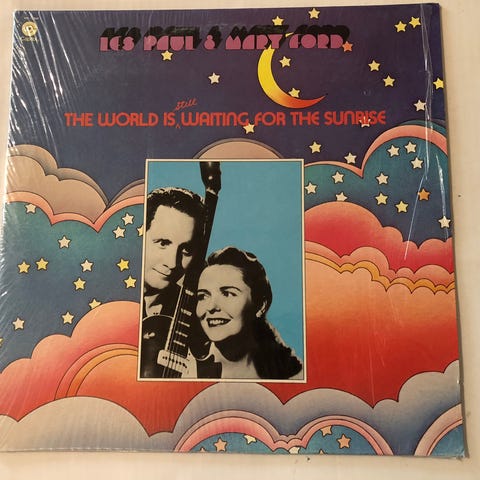 LES PAUL & MARY FORD
still
THE WORLD IS WAITING FOR THE SUNRISE